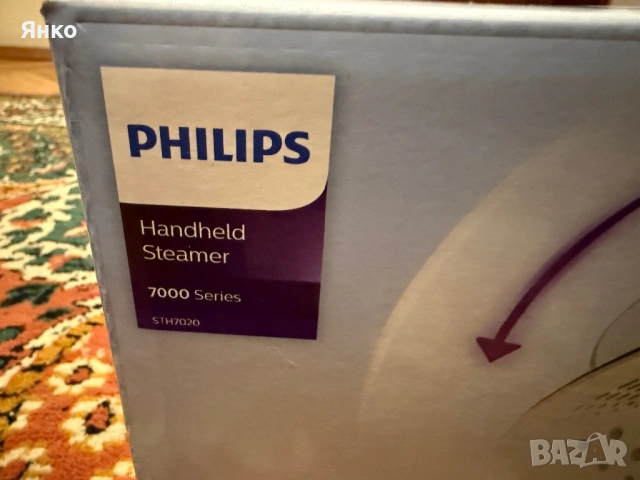 Янко
PHILIPS
Handheld
Steamer
7000 Series
STH7020
BAZAR